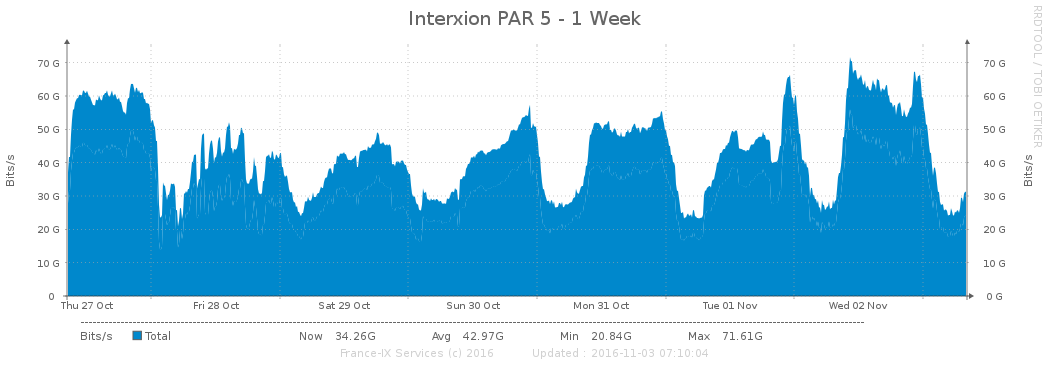 Interxion PAR 5 - 1 Week
RRDTOOL / TOBI OETIKER
Bits/s
70 G 70 G
60 G 60 G
50 G 50 G
40 G 40 G
30 G 30 G
20 G 20 G
10 G 10 G
0 0 G
Bits/s
Thu 27 Oct Fri 28 Oct Sat 29 Oct Sun 30 Oct Mon 31 Oct Tue 01 Nov Wed 02 Nov
Bits/s Total Now 34.26G Avg 42.97G Min 20.84G Max 71.61G
France-IX Services (c) 2016 Updated : 2016-11-03 07:10:04